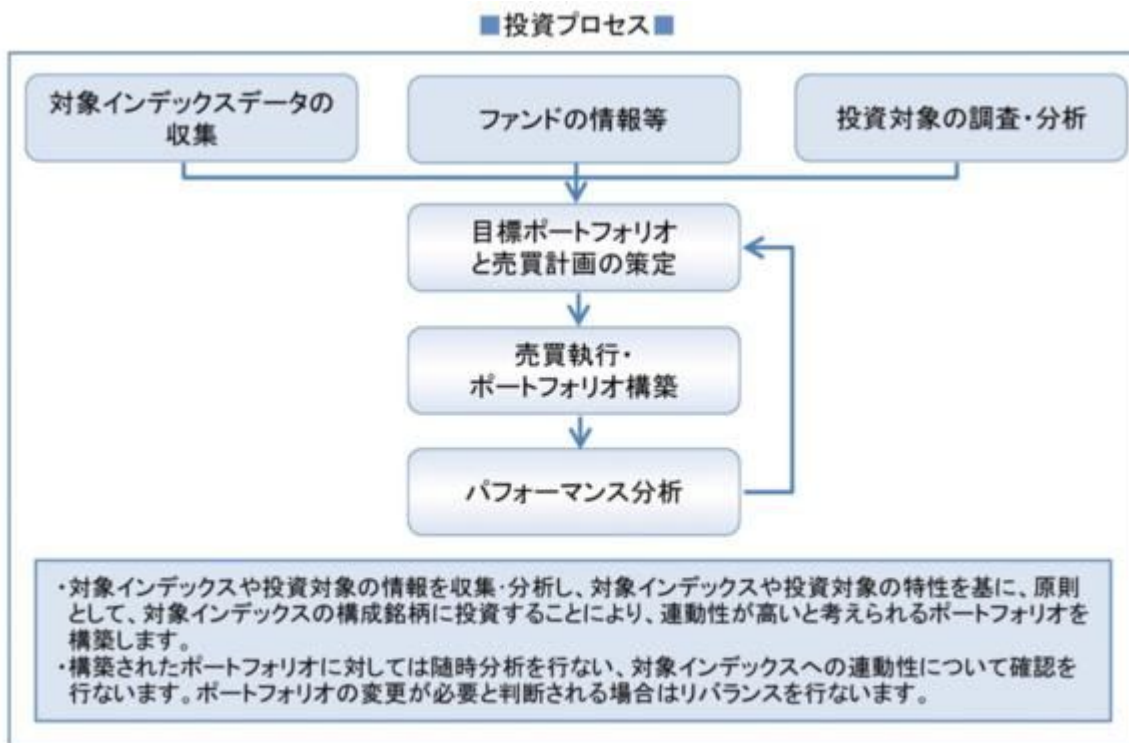 ■投資プロセス■
対象インデックスデータの
収集
ファンドの情報等
投資対象の調査・分析
目標ポートフォリオ
と売買計画の策定
売買執行・
ポートフォリオ構築
パフォーマンス分析
・対象インデックスや投資対象の情報を収集・分析し、対象インデックスや投資対象の特性を基に、原則
として、対象インデックスの構成銘柄に投資することにより、連動性が高いと考えられるポートフォリオを
構築します。
・構築されたポートフォリオに対しては随時分析を行ない、対象インデックスへの連動性について確認を
行ないます。ポートフォリオの変更が必要と判断される場合はリバランスを行ないます。